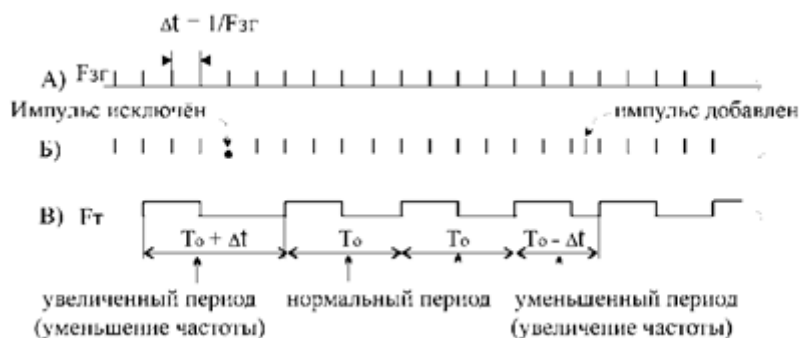 Δt – 1/Fзг
А) Fзг
Импульс исключён
импульс добавлен
Б)
В) Fт
To + Δt
To
To
To - Δt
увеличенный период
(уменьшение частоты)
нормальный период
уменьшенный период
(увеличение частоты)